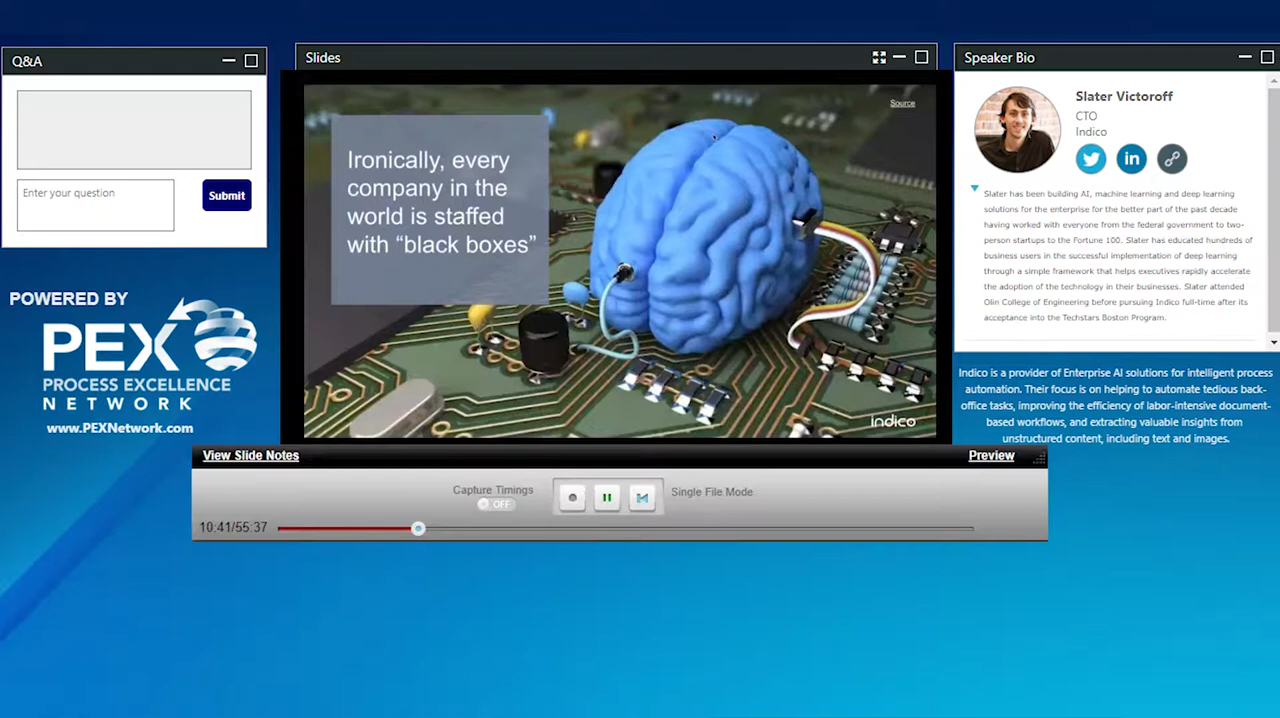 Q&A
Enter your question
Submit
POWERED BY
PEX
PROCESS EXCELLENCE
NETWORK
www.PEXNetwork.com
Slides
Source
Ironically, every
company in the
world is staffed
with “black boxes”
indico
View Slide Notes
Preview
Capture Timings
OFF
Single File Mode
10:41/55:37
Speaker Bio
Slater Victoroff
CTO
Indico
in
Slater has been building AI, machine learning and deep learning
solutions for the enterprise for the better part of the past decade
having worked with everyone from the federal government to two-
person startups to the Fortune 100. Slater has educated hundreds of
business users in the successful implementation of deep learning
through a simple framework that helps executives rapidly accelerate
the adoption of the technology in their businesses. Slater attended
Olin College of Engineering before pursuing Indico full-time after its
acceptance into the Techstars Boston Program.
Indico is a provider of Enterprise AI solutions for intelligent process
automation. Their focus is on helping to automate tedious back-
office tasks, improving the efficiency of labor-intensive document-
based workflows, and extracting valuable insights from
unstructured content, including text and images.